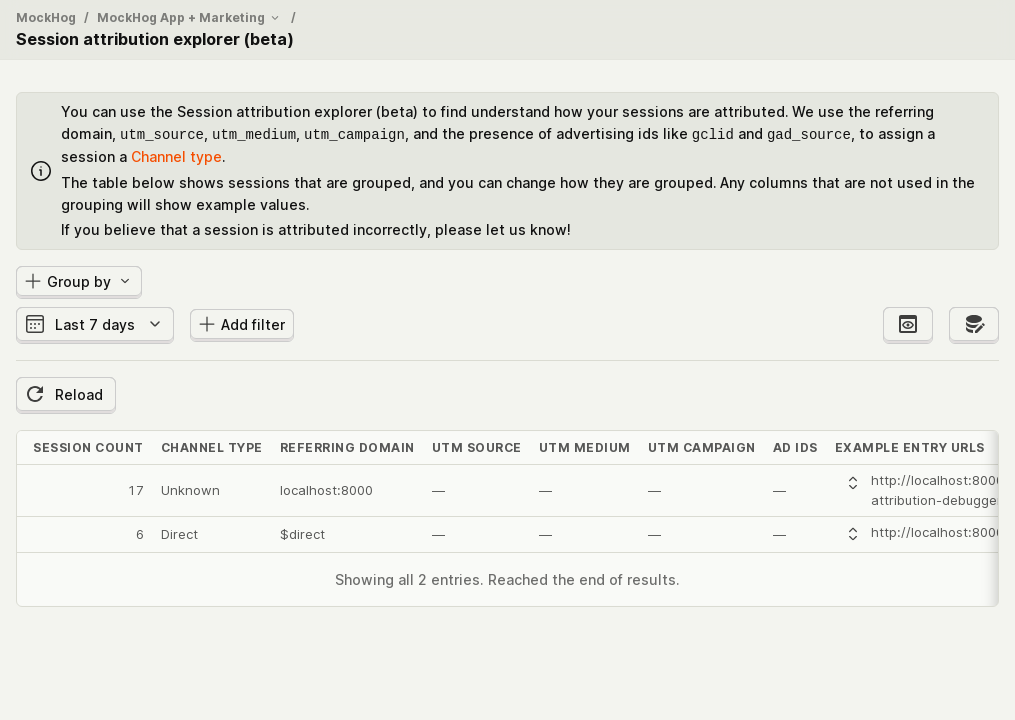 MockHog / MockHog App + Marketing /
Session attribution explorer (beta)
You can use the Session attribution explorer (beta) to find understand how your sessions are attributed. We use the referring
domain, utm_source, utm_medium, utm_campaign, and the presence of advertising ids like gclid and gad_source, to assign a
session a Channel type.
The table below shows sessions that are grouped, and you can change how they are grouped. Any columns that are not used in the
grouping will show example values.
If you believe that a session is attributed incorrectly, please let us know!
Group by
Last 7 days Add filter
Reload
SESSION COUNT CHANNEL TYPE REFERRING DOMAIN UTM SOURCE UTM MEDIUM UTM CAMPAIGN AD IDS EXAMPLE ENTRY URLS
http://localhost:8000
17 Unknown localhost:8000 — — — —
attribution-debugger
6 Direct $direct — — — — http://localhost:8000
Showing all 2 entries. Reached the end of results.